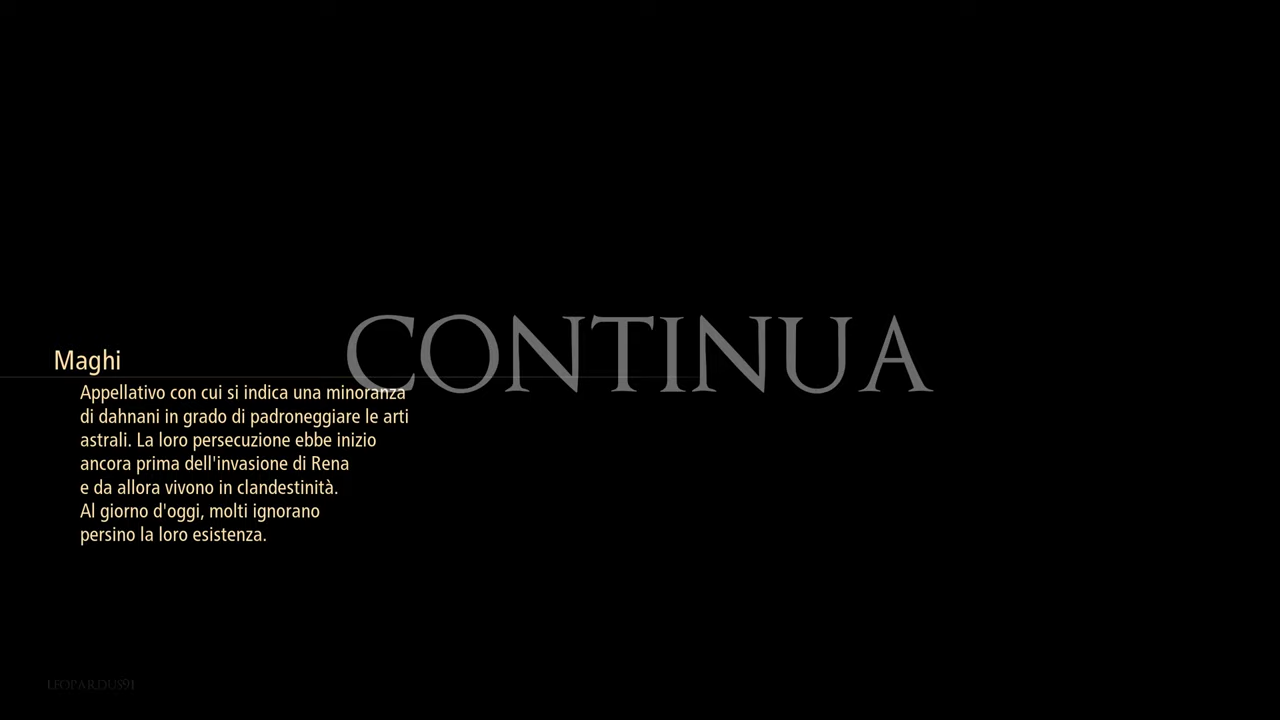 CONTINUA
Maghi
Appellativo con cui si indica una minoranza
di dahnani in grado di padroneggiare le arti
astrali. La loro persecuzione ebbe inizio
ancora prima dell'invasione di Rena
e da allora vivono in clandestinità.
Al giorno d'oggi, molti ignorano
persino la loro esistenza.
LEOPARDUS91